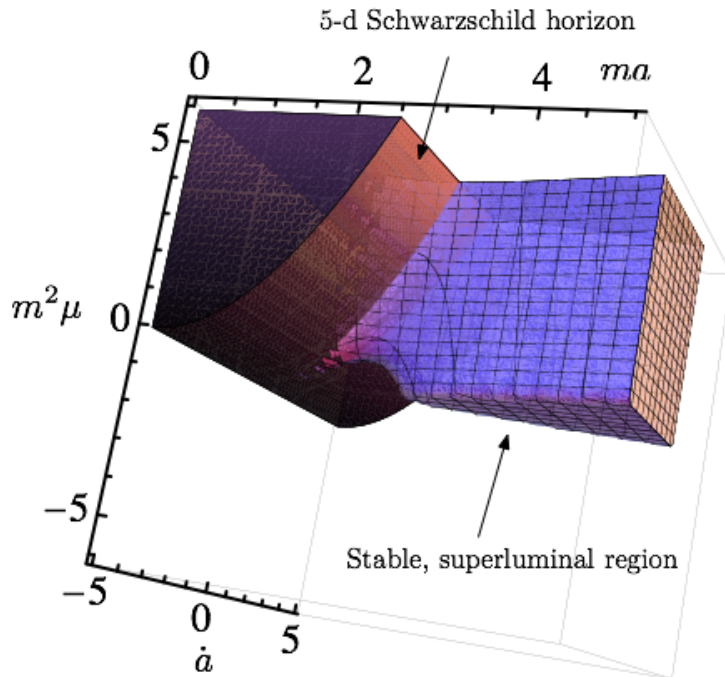 5-d Schwarzschild horizon
0 2 4 ma
5
m²μ 0
−5
Stable, superluminal region
−5 0 5
ȧ